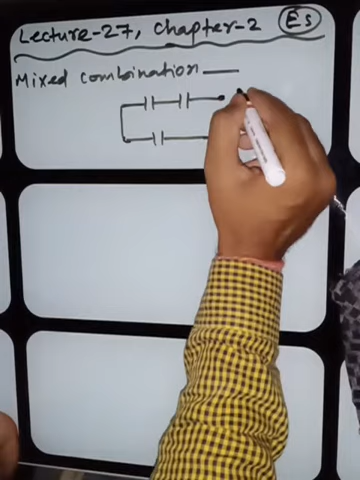 Lecture-27, Chapter-2 Es
Mixed combination —